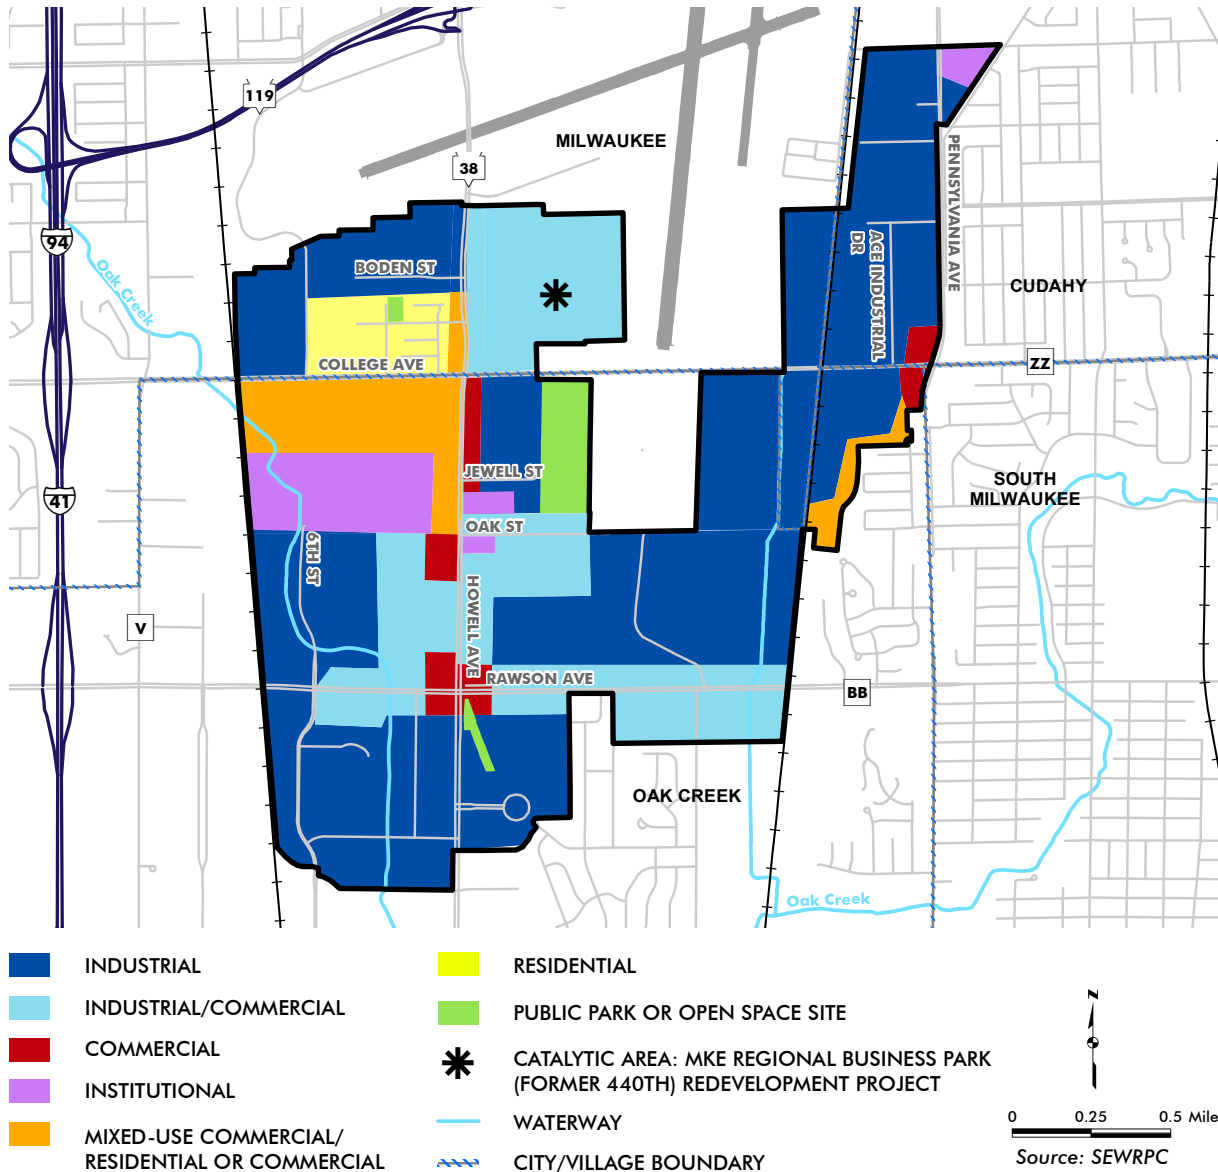 119
MILWAUKEE
38
PENNSYLVANIA AVE
94
Oak Creek
BODEN ST
ACE INDUSTRIAL
DR
CUDAHY
COLLEGE AVE
ZZ
JEWELL ST
SOUTH
MILWAUKEE
41
OAK ST
6TH ST
HOWELL AVE
V
RAWSON AVE
BB
OAK CREEK
Oak Creek
INDUSTRIAL
INDUSTRIAL/COMMERCIAL
COMMERCIAL
INSTITUTIONAL
MIXED-USE COMMERCIAL/
RESIDENTIAL OR COMMERCIAL
RESIDENTIAL
PUBLIC PARK OR OPEN SPACE SITE
CATALYTIC AREA: MKE REGIONAL BUSINESS PARK
(FORMER 440TH) REDEVELOPMENT PROJECT
WATERWAY
CITY/VILLAGE BOUNDARY
N
0 0.25 0.5 Mile
Source: SEWRPC